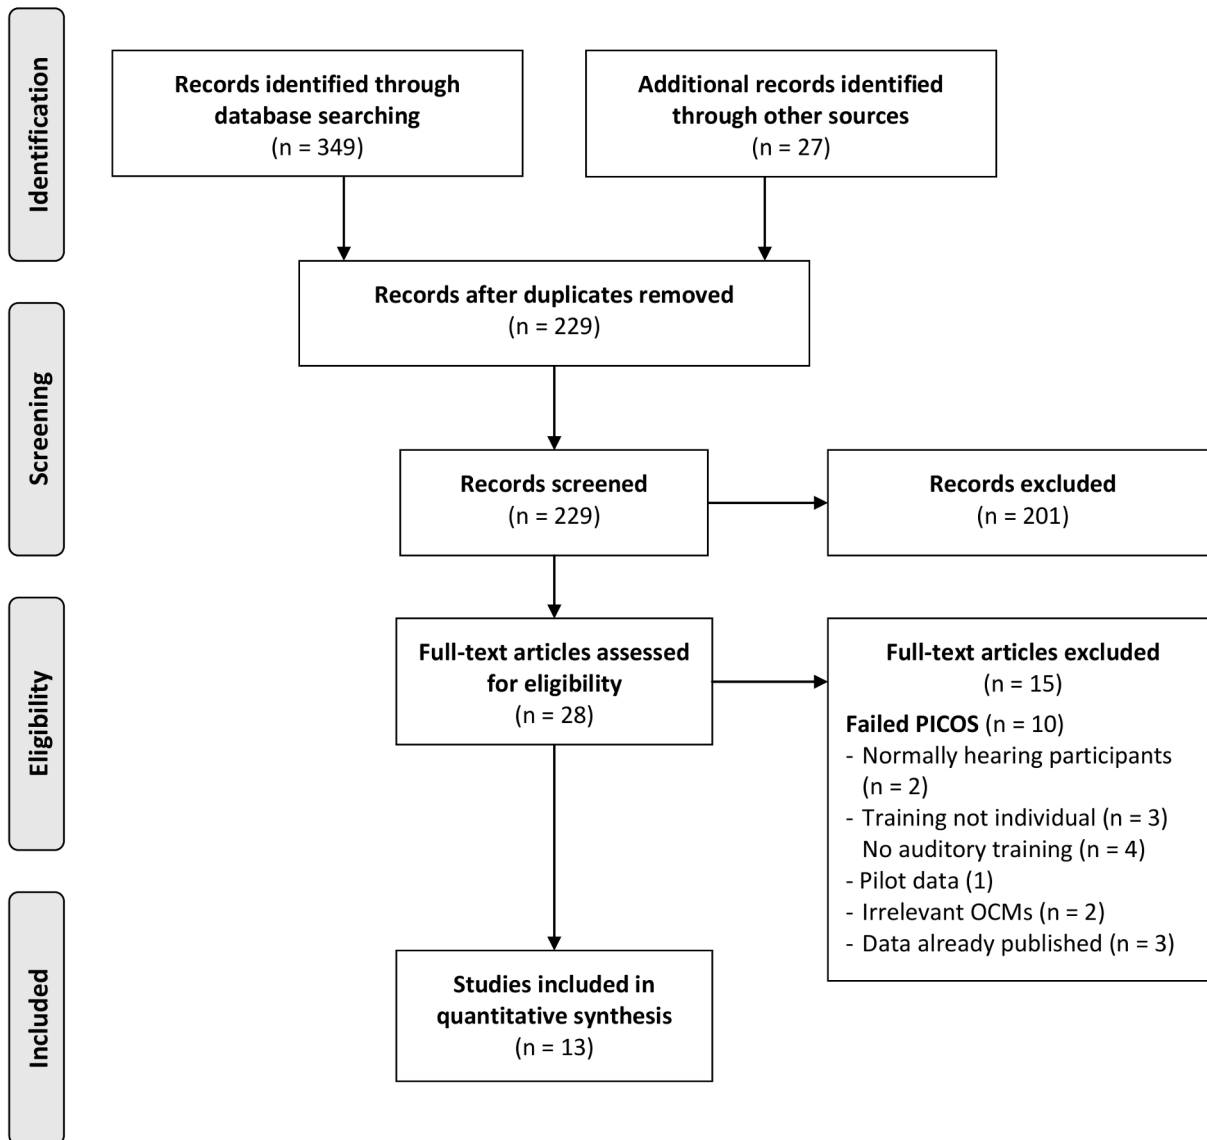 Identification
Records identified through
database searching
(n = 349)
Additional records identified
through other sources
(n = 27)
Records after duplicates removed
(n = 229)
Screening
Records screened
(n = 229)
Records excluded
(n = 201)
Eligibility
Full-text articles assessed
for eligibility
(n = 28)
Full-text articles excluded
(n = 15)
Failed PICOS (n = 10)
- Normally hearing participants
(n = 2)
- Training not individual (n = 3)
No auditory training (n = 4)
- Pilot data (1)
- Irrelevant OCMs (n = 2)
- Data already published (n = 3)
Included
Studies included in
quantitative synthesis
(n = 13)